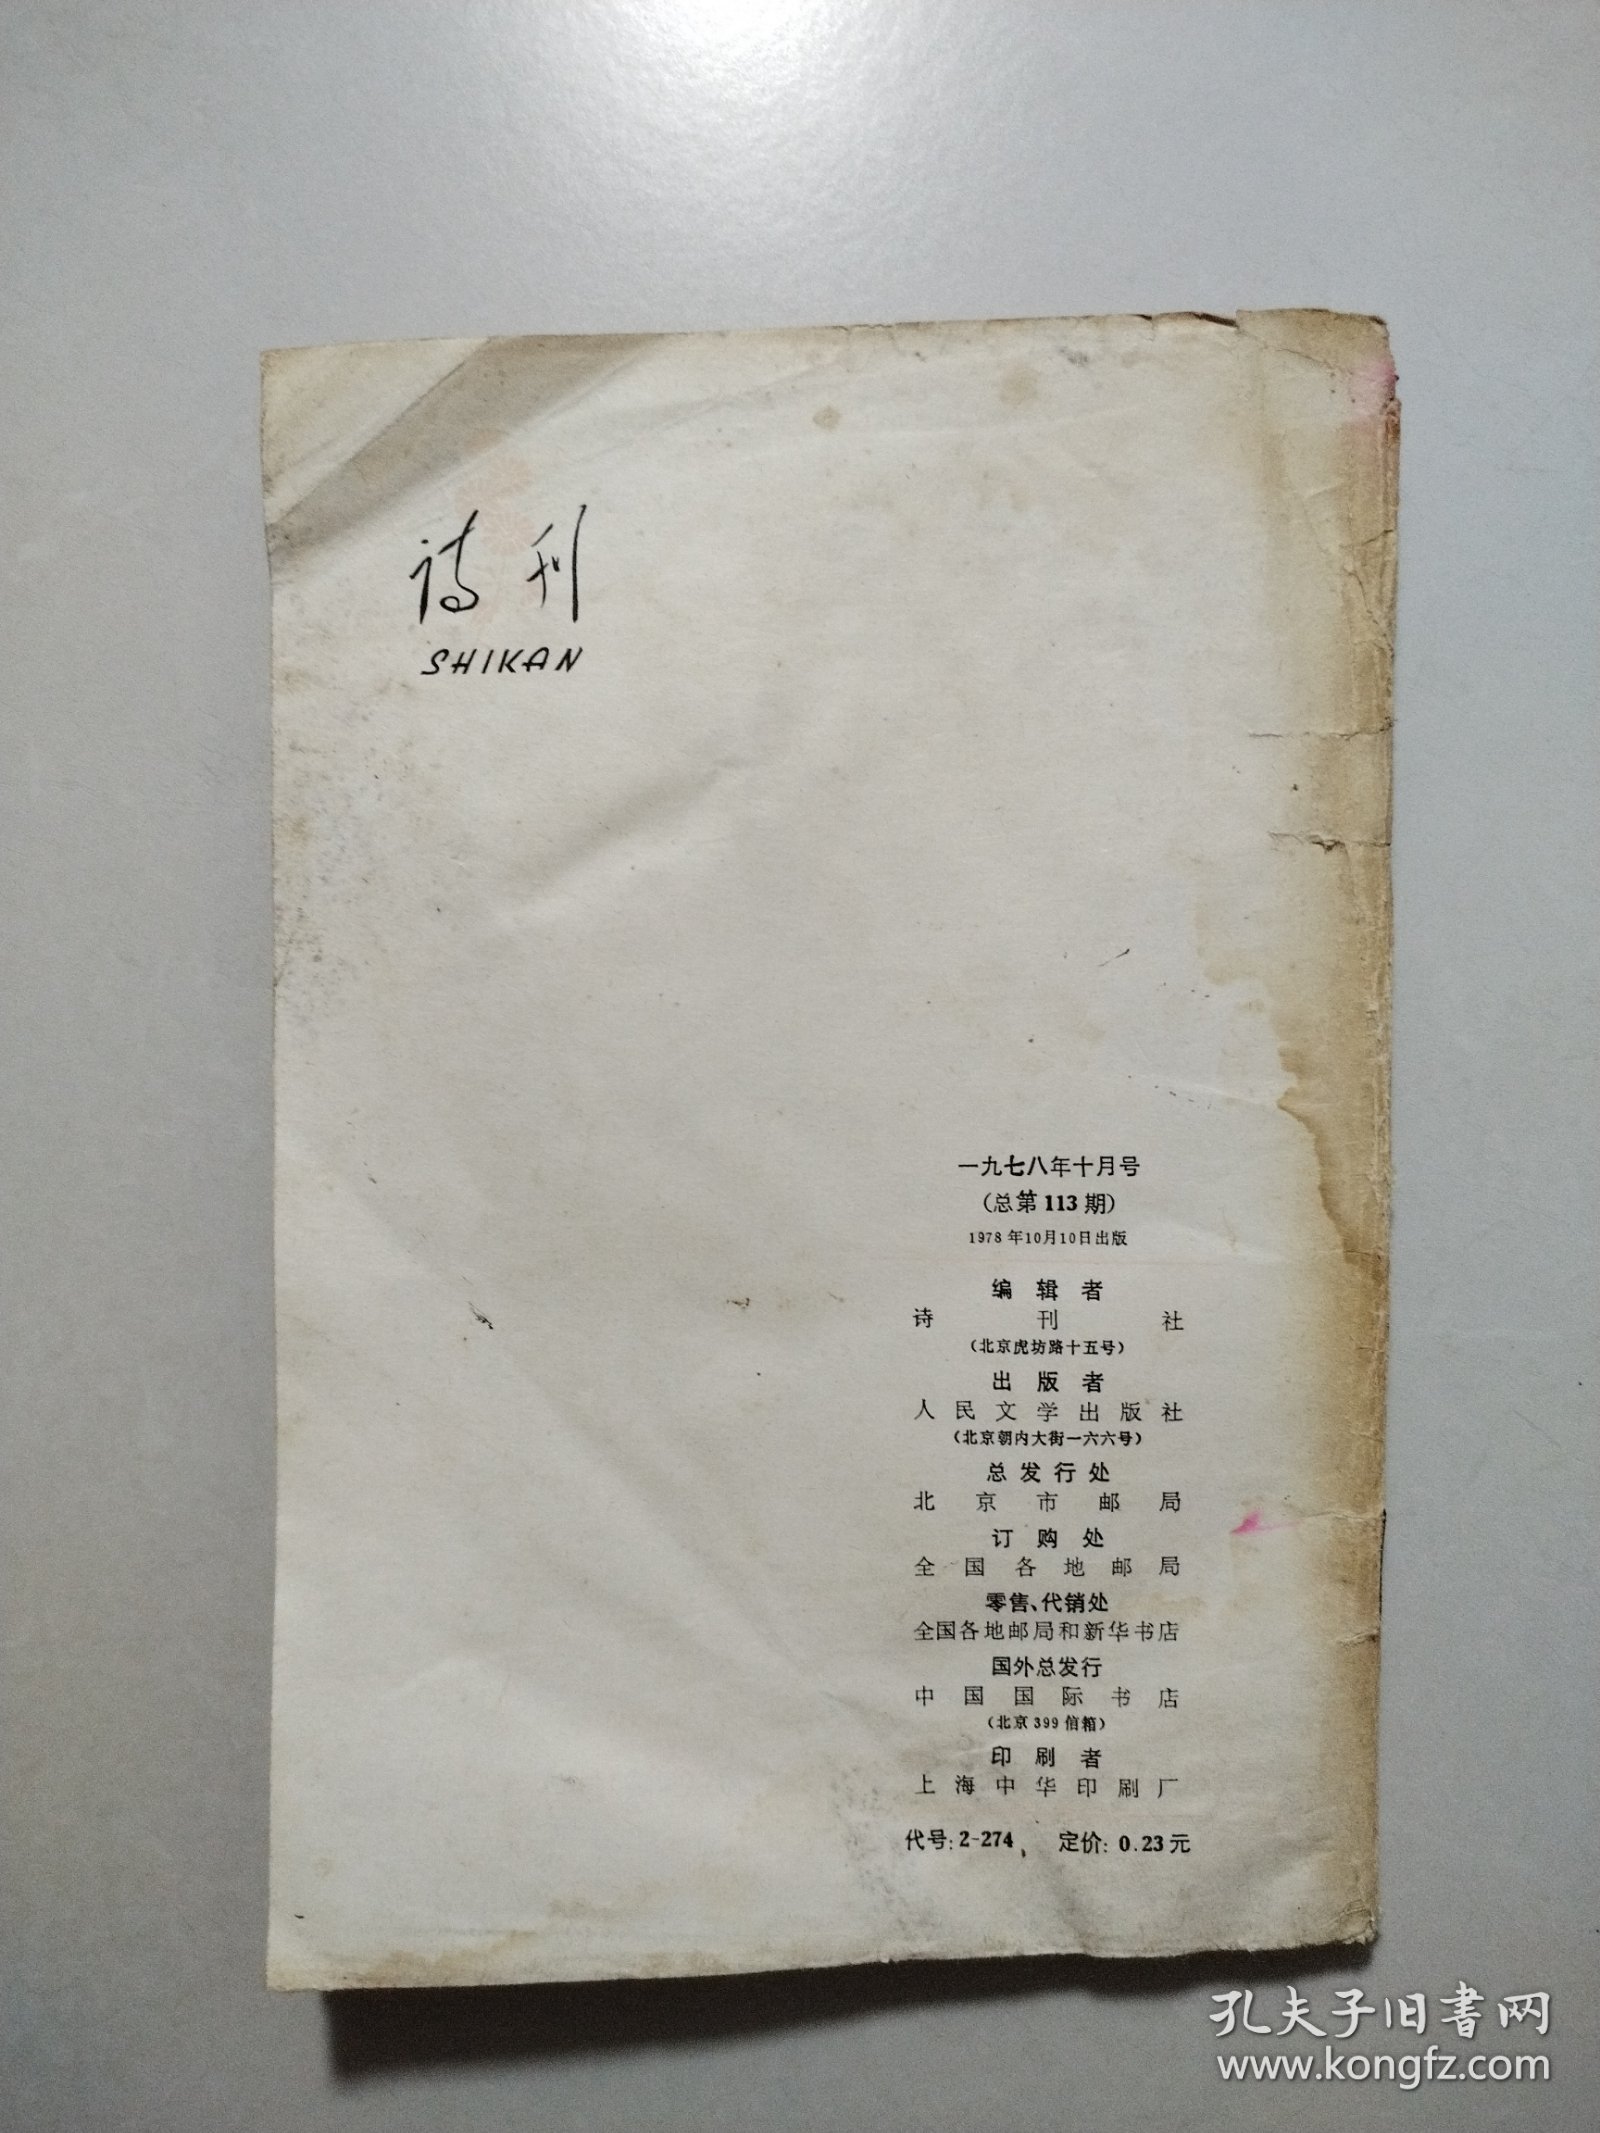 诗刊
SHIKAN
一九七八年十月号
(总第113期)
1978年10月10日出版
编辑者
诗刊社
(北京虎坊路十五号)
出版者
人民文学出版社
(北京朝内大街一六六号)
总发行处
北京市邮局
订购处
全国各地邮局
零售、代销处
全国各地邮局和新华书店
国外总发行
中国国际书店
(北京399信箱)
印刷者
上海中华印刷厂
代号:2-274 定价:0.23元
孔夫子旧书网
www.kongfz.com